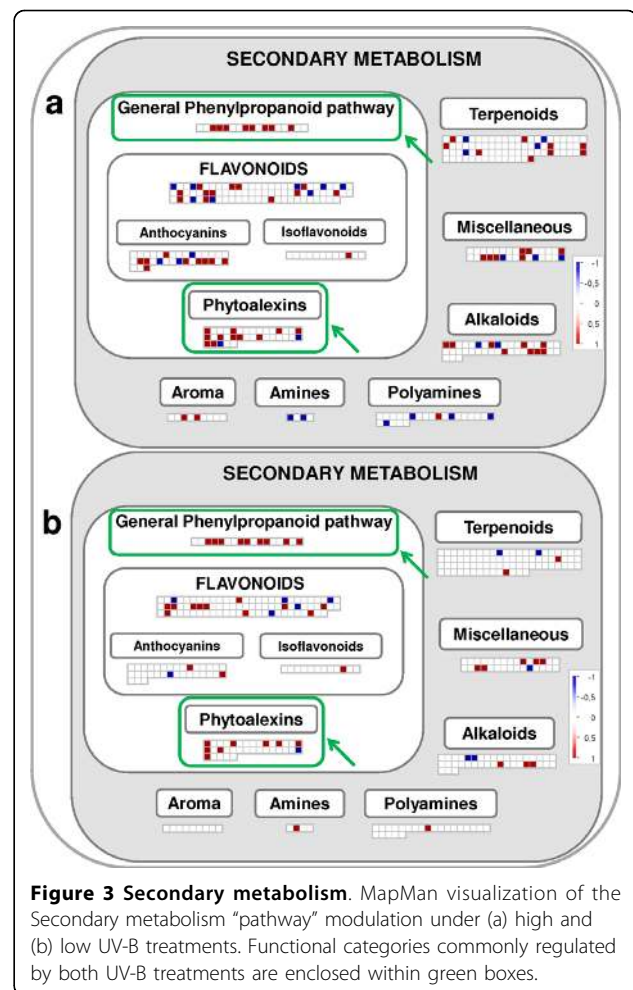 SECONDARY METABOLISM
a
General Phenylpropanoid pathway
Terpenoids
FLAVONOIDS
Anthocyanins
Isoflavonoids
Miscellaneous
-1
-0,5
0
0,5
1
Phytoalexins
Alkaloids
Aroma
Amines
Polyamines
SECONDARY METABOLISM
b
General Phenylpropanoid pathway
Terpenoids
FLAVONOIDS
Anthocyanins
Isoflavonoids
Miscellaneous
-1
-0,5
0
0,5
1
Phytoalexins
Alkaloids
Aroma
Amines
Polyamines
Figure 3 Secondary metabolism. MapMan visualization of the
Secondary metabolism "pathway" modulation under (a) high and
(b) low UV-B treatments. Functional categories commonly regulated
by both UV-B treatments are enclosed within green boxes.